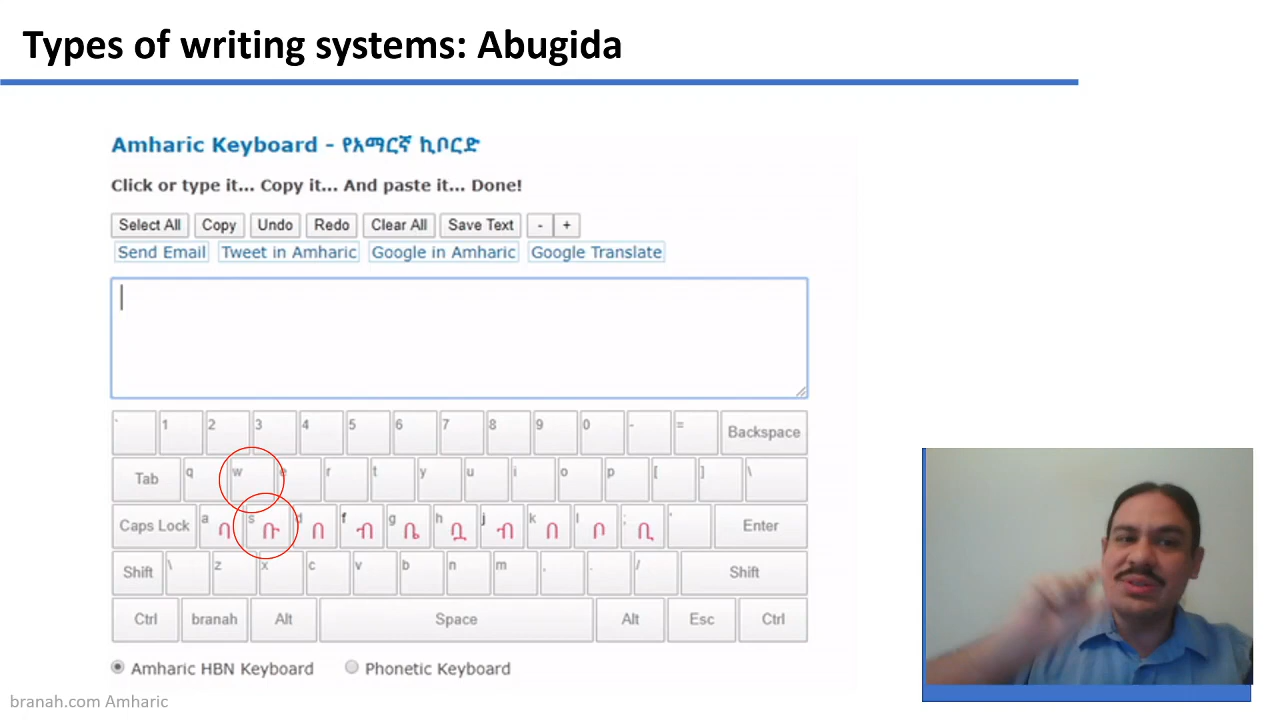 Types of writing systems: Abugida
Amharic Keyboard - የአማርኛ ኪቦርድ
Click or type it... Copy it... And paste it... Done!
Select All Copy Undo Redo Clear All Save Text - +
Send Email Tweet in Amharic Google in Amharic Google Translate
` 1 2 3 4 5 6 7 8 9 0 - = Backspace
Tab q w e r t y u i o p [ ] \
Caps Lock a ባ s ቡ d በ f ብ g ቤ h ቧ j ብ k በ l ቦ ; ቢ ' Enter
Shift \ z x c v b n m , . / Shift
Ctrl branah Alt Space Alt Esc Ctrl
Amharic HBN Keyboard Phonetic Keyboard
branah.com Amharic